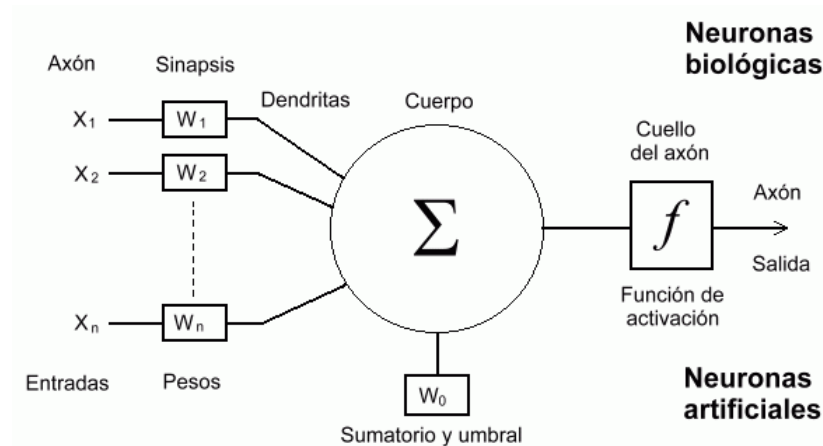 Neuronas
biológicas
Axón
Sinapsis
Dendritas
Cuerpo
Cuello
del axón
X1
W1
X2
W2
Σ
f
Axón
Salida
Xn
Wn
Función de
activación
Entradas
Pesos
W0
Sumatorio y umbral
Neuronas
artificiales